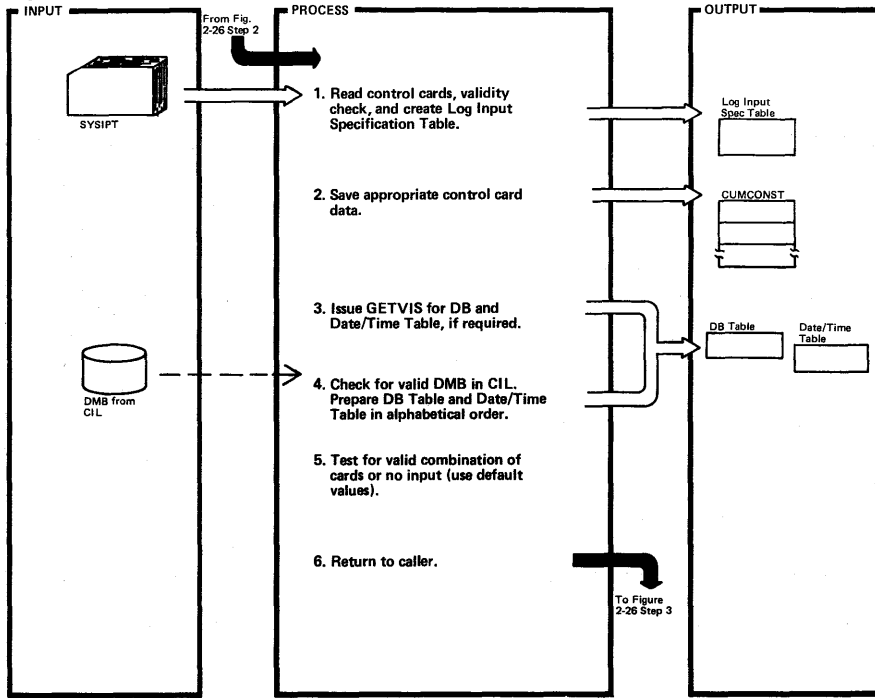 INPUT
PROCESS
OUTPUT
From Fig.
2-26 Step 2
SYSIPT
1. Read control cards, validity
check, and create Log Input
Specification Table.
Log Input
Spec Table
2. Save appropriate control card
data.
CUMCONST
3. Issue GETVIS for DB and
Date/Time Table, if required.
DB Table
Date/Time
Table
DMB from
CIL
4. Check for valid DMB in CIL.
Prepare DB Table and Date/Time
Table in alphabetical order.
5. Test for valid combination of
cards or no input (use default
values).
6. Return to caller.
To Figure
2-26 Step 3